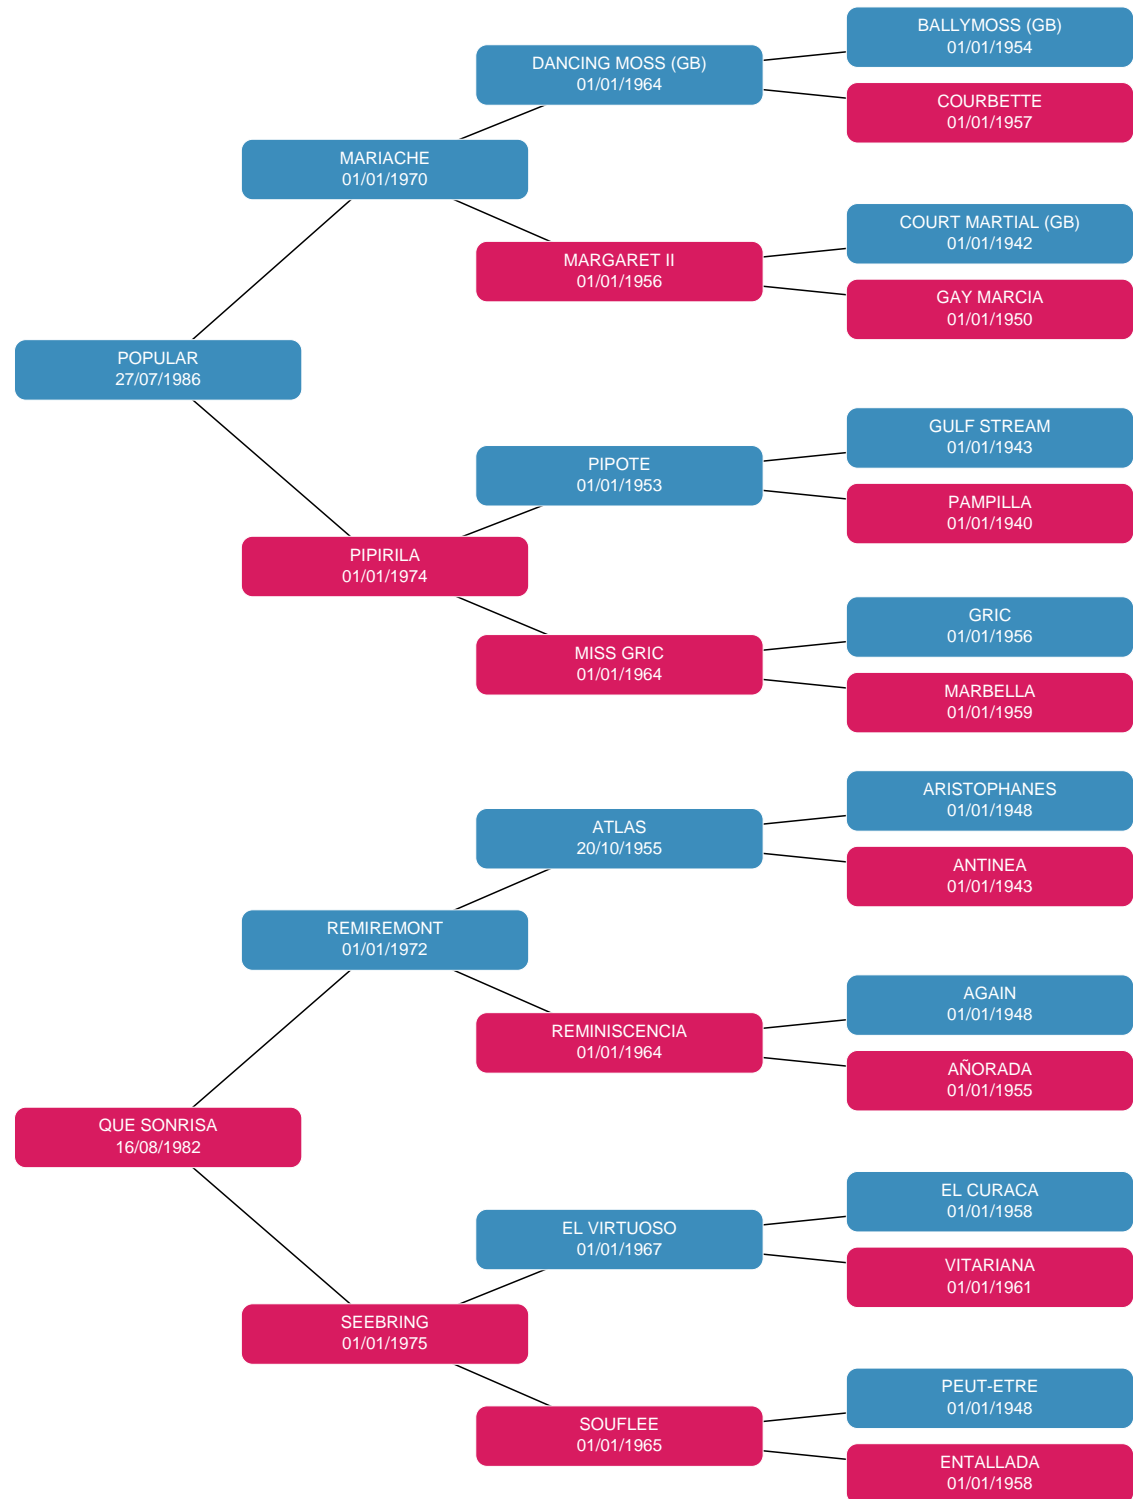 BALLYMOSS (GB)
01/01/1954
DANCING MOSS (GB)
01/01/1964
COURBETTE
01/01/1957
MARIACHE
01/01/1970
COURT MARTIAL (GB)
01/01/1942
MARGARET II
01/01/1956
GAY MARCIA
01/01/1950
POPULAR
27/07/1986
GULF STREAM
01/01/1943
PIPOTE
01/01/1953
PAMPILLA
01/01/1940
PIPIRILA
01/01/1974
GRIC
01/01/1956
MISS GRIC
01/01/1964
MARBELLA
01/01/1959
ARISTOPHANES
01/01/1948
ATLAS
20/10/1955
ANTINEA
01/01/1943
REMIREMONT
01/01/1972
AGAIN
01/01/1948
REMINISCENCIA
01/01/1964
AÑORADA
01/01/1955
QUE SONRISA
16/08/1982
EL CURACA
01/01/1958
EL VIRTUOSO
01/01/1967
VITARIANA
01/01/1961
SEEBRING
01/01/1975
PEUT-ETRE
01/01/1948
SOUFLEE
01/01/1965
ENTALLADA
01/01/1958